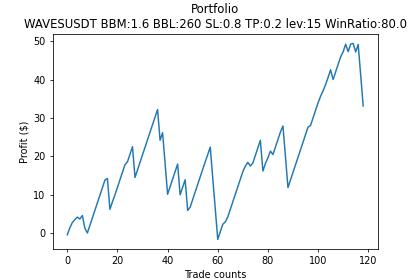 Portfolio
WAVESUSDT BBM:1.6 BBL:260 SL:0.8 TP:0.2 lev:15 WinRatio:80.0
Profit ($)
50
40
30
20
10
0
0 20 40 60 80 100 120
Trade counts